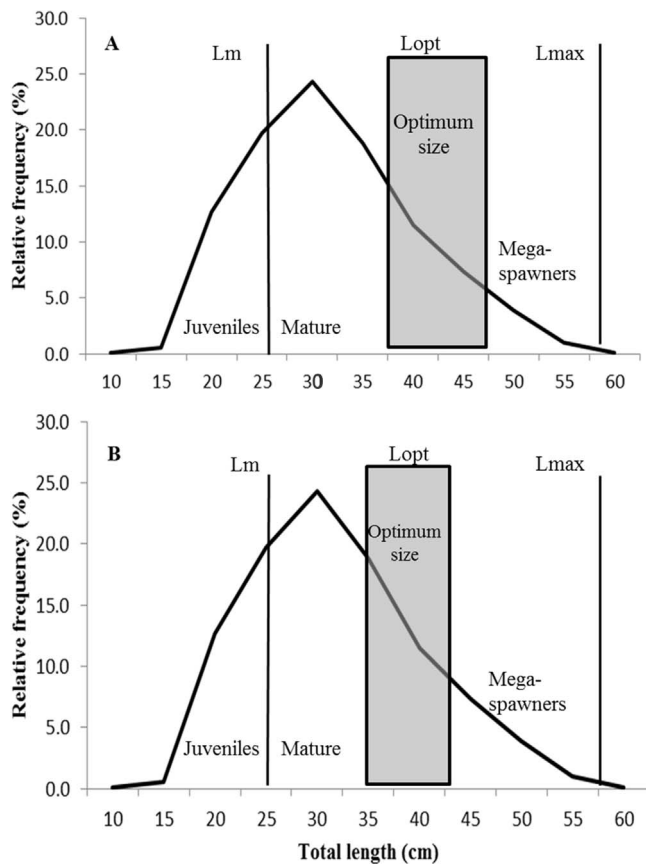 30.0
A
Lm
Lopt
Lmax
25.0
Optimum
size
20.0
15.0
10.0
Mega-
spawners
5.0
Juveniles
Mature
0.0
10 15 20 25 30 35 40 45 50 55 60
Relative frequency (%)
30.0
B
Lm
Lopt
Lmax
25.0
Optimum
size
20.0
15.0
10.0
Mega-
spawners
5.0
Juveniles
Mature
0.0
10 15 20 25 30 35 40 45 50 55 60
Relative frequency (%)
Total length (cm)